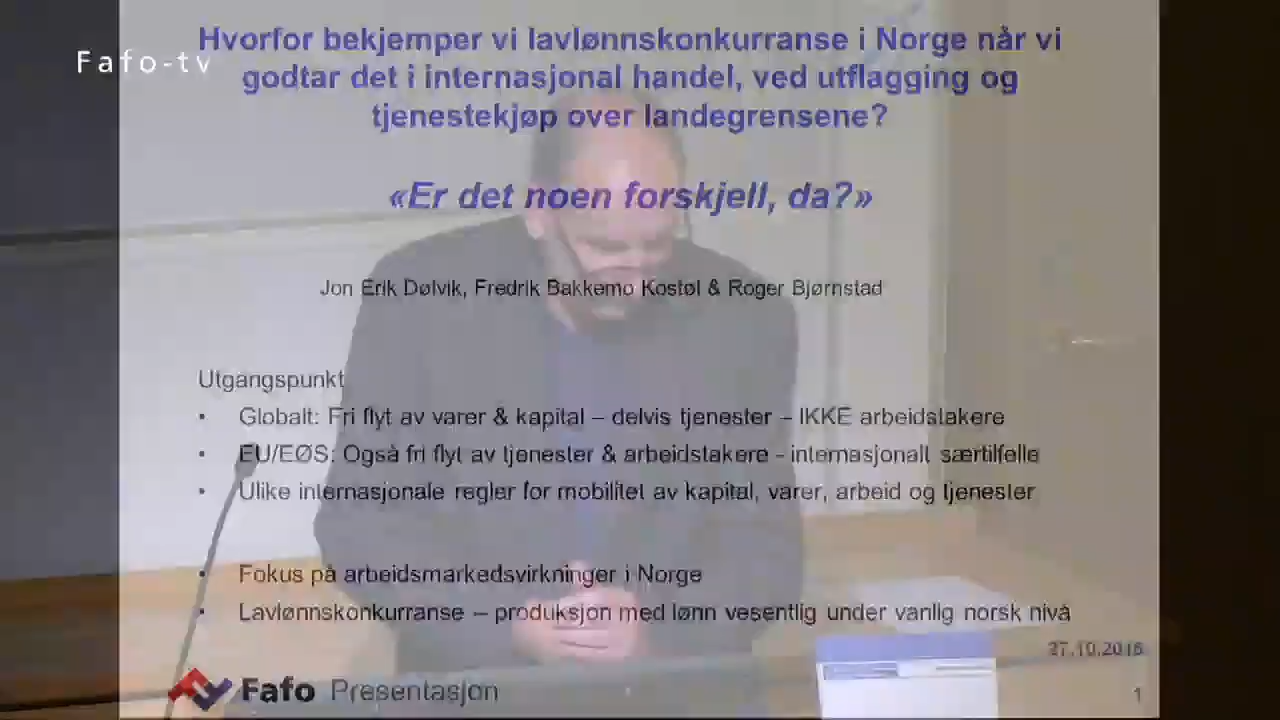 Hvorfor bekjemper vi lavlønnskonkurranse i Norge når vi
Fafo-tv
godtar det i internasjonal handel, ved utflagging og
tjenestekjøp over landegrensene?
«Er det noen forskjell, da?»
Jon Erik Dølvik, Fredrik Bakkemo Kostøl & Roger Bjørnstad
Utgangspunkt
• Globalt: Fri flyt av varer & kapital – delvis tjenester – IKKE arbeidstakere
• EU/EØS: Også fri flyt av tjenester & arbeidstakere - internasjonalt særtilfelle
• Ulike internasjonale regler for mobilitet av kapital, varer, arbeid og tjenester
• Fokus på arbeidsmarkedsvirkninger i Norge
• Lavlønnskonkurranse – produksjon med lønn vesentlig under vanlig norsk nivå
27.10.2016
Fafo Presentasjon
1